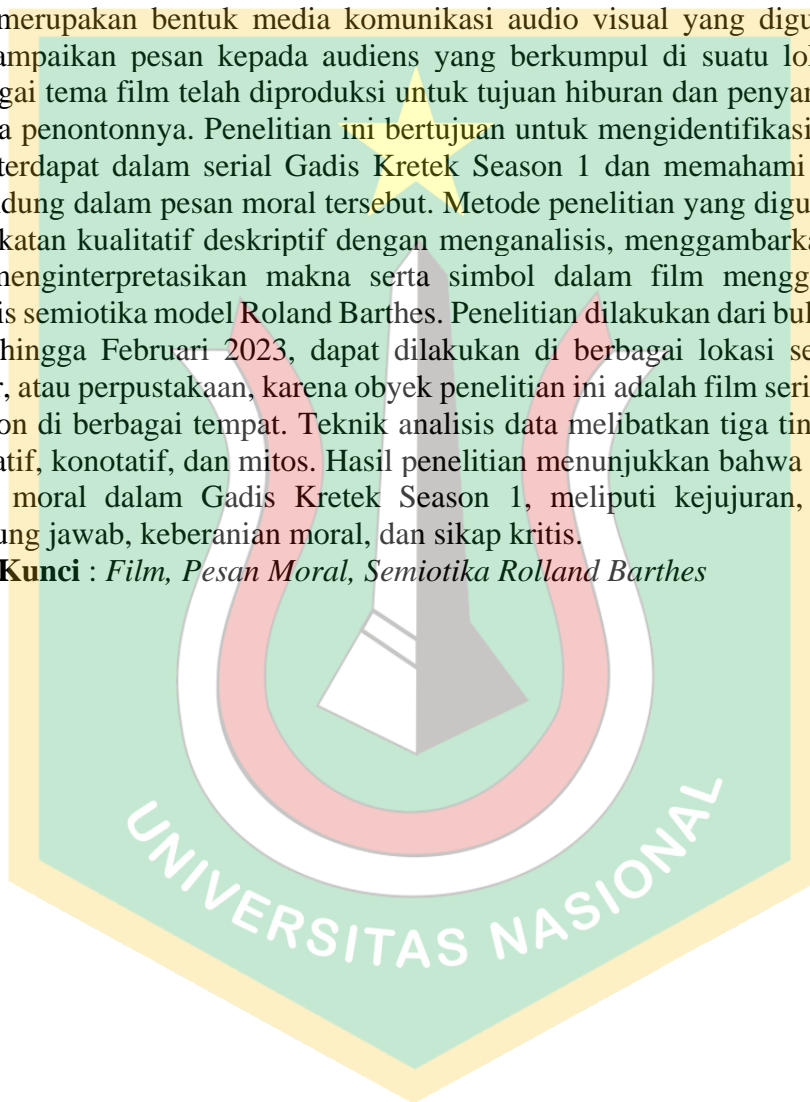 merupakan bentuk media komunikasi audio visual yang digu
ampaikan pesan kepada audiens yang berkumpul di suatu lo
gai tema film telah diproduksi untuk tujuan hiburan dan penyan
a penontonnya. Penelitian ini bertujuan untuk mengidentifikasi
terdapat dalam serial Gadis Kretek Season 1 dan memahami
ndung dalam pesan moral tersebut. Metode penelitian yang digu
katan kualitatif deskriptif dengan menganalisis, menggambarka
menginterpretasikan makna serta simbol dalam film mengg
is semiotika model Roland Barthes. Penelitian dilakukan dari bul
hingga Februari 2023, dapat dilakukan di berbagai lokasi se
r, atau perpustakaan, karena obyek penelitian ini adalah film seri
on di berbagai tempat. Teknik analisis data melibatkan tiga tin
atif, konotatif, dan mitos. Hasil penelitian menunjukkan bahwa
moral dalam Gadis Kretek Season 1, meliputi kejujuran,
ung jawab, keberanian moral, dan sikap kritis.
Kunci : Film, Pesan Moral, Semiotika Rolland Barthes
UNIVERSITAS NASIONAL